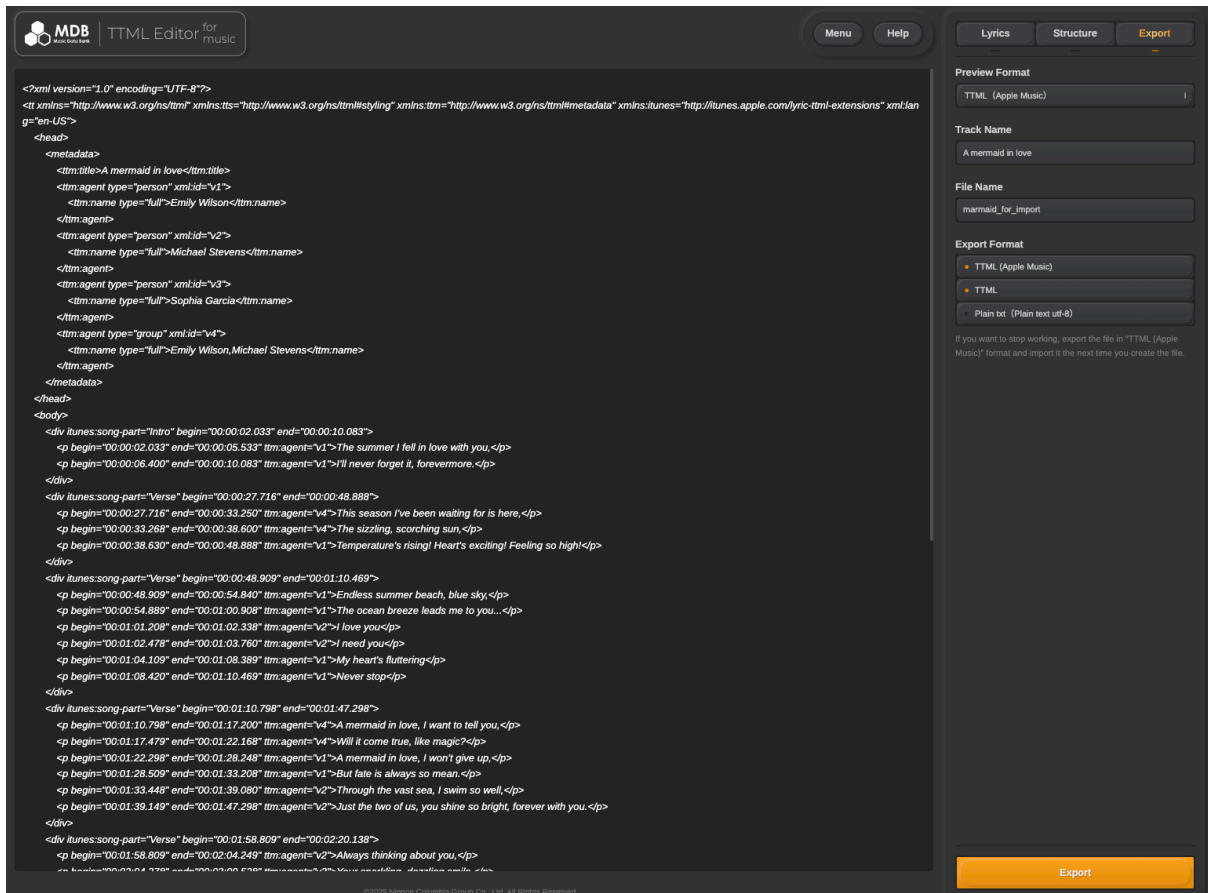 MDB
Music Data Bank
TTML Editor for music
Menu
Help
Lyrics
Structure
Export
<?xml version="1.0" encoding="UTF-8"?>
<tt xmlns="http://www.w3.org/ns/ttml" xmlns:tts="http://www.w3.org/ns/ttml#styling" xmlns:ttm="http://www.w3.org/ns/ttml#metadata" xmlns:itunes="http://itunes.apple.com/lyric-ttml-extensions" xml:lan
g="en-US">
<head>
<metadata>
<ttm:title>A mermaid in love</ttm:title>
<ttm:agent type="person" xml:id="v1">
<ttm:name type="full">Emily Wilson</ttm:name>
</ttm:agent>
<ttm:agent type="person" xml:id="v2">
<ttm:name type="full">Michael Stevens</ttm:name>
</ttm:agent>
<ttm:agent type="person" xml:id="v3">
<ttm:name type="full">Sophia Garcia</ttm:name>
</ttm:agent>
<ttm:agent type="group" xml:id="v4">
<ttm:name type="full">Emily Wilson,Michael Stevens</ttm:name>
</ttm:agent>
</metadata>
</head>
<body>
<div itunes:song-part="Intro" begin="00:00:02.033" end="00:00:10.083">
<p begin="00:00:02.033" end="00:00:05.533" ttm:agent="v1">The summer I fell in love with you,</p>
<p begin="00:00:06.400" end="00:00:10.083" ttm:agent="v1">I'll never forget it, forevermore.</p>
</div>
<div itunes:song-part="Verse" begin="00:00:27.716" end="00:00:48.888">
<p begin="00:00:27.716" end="00:00:33.250" ttm:agent="v4">This season I've been waiting for is here,</p>
<p begin="00:00:33.268" end="00:00:38.600" ttm:agent="v4">The sizzling, scorching sun,</p>
<p begin="00:00:38.630" end="00:00:48.888" ttm:agent="v1">Temperature's rising! Heart's exciting! Feeling so high!</p>
</div>
<div itunes:song-part="Verse" begin="00:00:48.909" end="00:01:10.469">
<p begin="00:00:48.909" end="00:00:54.840" ttm:agent="v1">Endless summer beach, blue sky,</p>
<p begin="00:00:54.889" end="00:01:00.908" ttm:agent="v1">The ocean breeze leads me to you...</p>
<p begin="00:01:01.208" end="00:01:02.338" ttm:agent="v2">I love you</p>
<p begin="00:01:02.478" end="00:01:03.760" ttm:agent="v2">I need you</p>
<p begin="00:01:04.109" end="00:01:08.389" ttm:agent="v1">My heart's fluttering</p>
<p begin="00:01:08.420" end="00:01:10.469" ttm:agent="v1">Never stop</p>
</div>
<div itunes:song-part="Verse" begin="00:01:10.798" end="00:01:47.298">
<p begin="00:01:10.798" end="00:01:17.200" ttm:agent="v4">A mermaid in love, I want to tell you,</p>
<p begin="00:01:17.479" end="00:01:22.168" ttm:agent="v4">Will it come true, like magic?</p>
<p begin="00:01:22.298" end="00:01:28.248" ttm:agent="v1">A mermaid in love, I won't give up,</p>
<p begin="00:01:28.509" end="00:01:33.208" ttm:agent="v1">But fate is always so mean.</p>
<p begin="00:01:33.448" end="00:01:39.080" ttm:agent="v2">Through the vast sea, I swim so well,</p>
<p begin="00:01:39.149" end="00:01:47.298" ttm:agent="v2">Just the two of us, you shine so bright, forever with you.</p>
</div>
<div itunes:song-part="Verse" begin="00:01:58.809" end="00:02:20.138">
<p begin="00:01:58.809" end="00:02:04.249" ttm:agent="v2">Always thinking about you,</p>
©2025 Nippon Columbia Group Co., Ltd. All Rights Reserved.
Preview Format
TTML（Apple Music）
Track Name
A mermaid in love
File Name
marmaid_for_import
Export Format
TTML (Apple Music)
TTML
Plain txt（Plain text utf-8）
If you want to stop working, export the file in "TTML (Apple
Music)" format and import it the next time you create the file.
Export